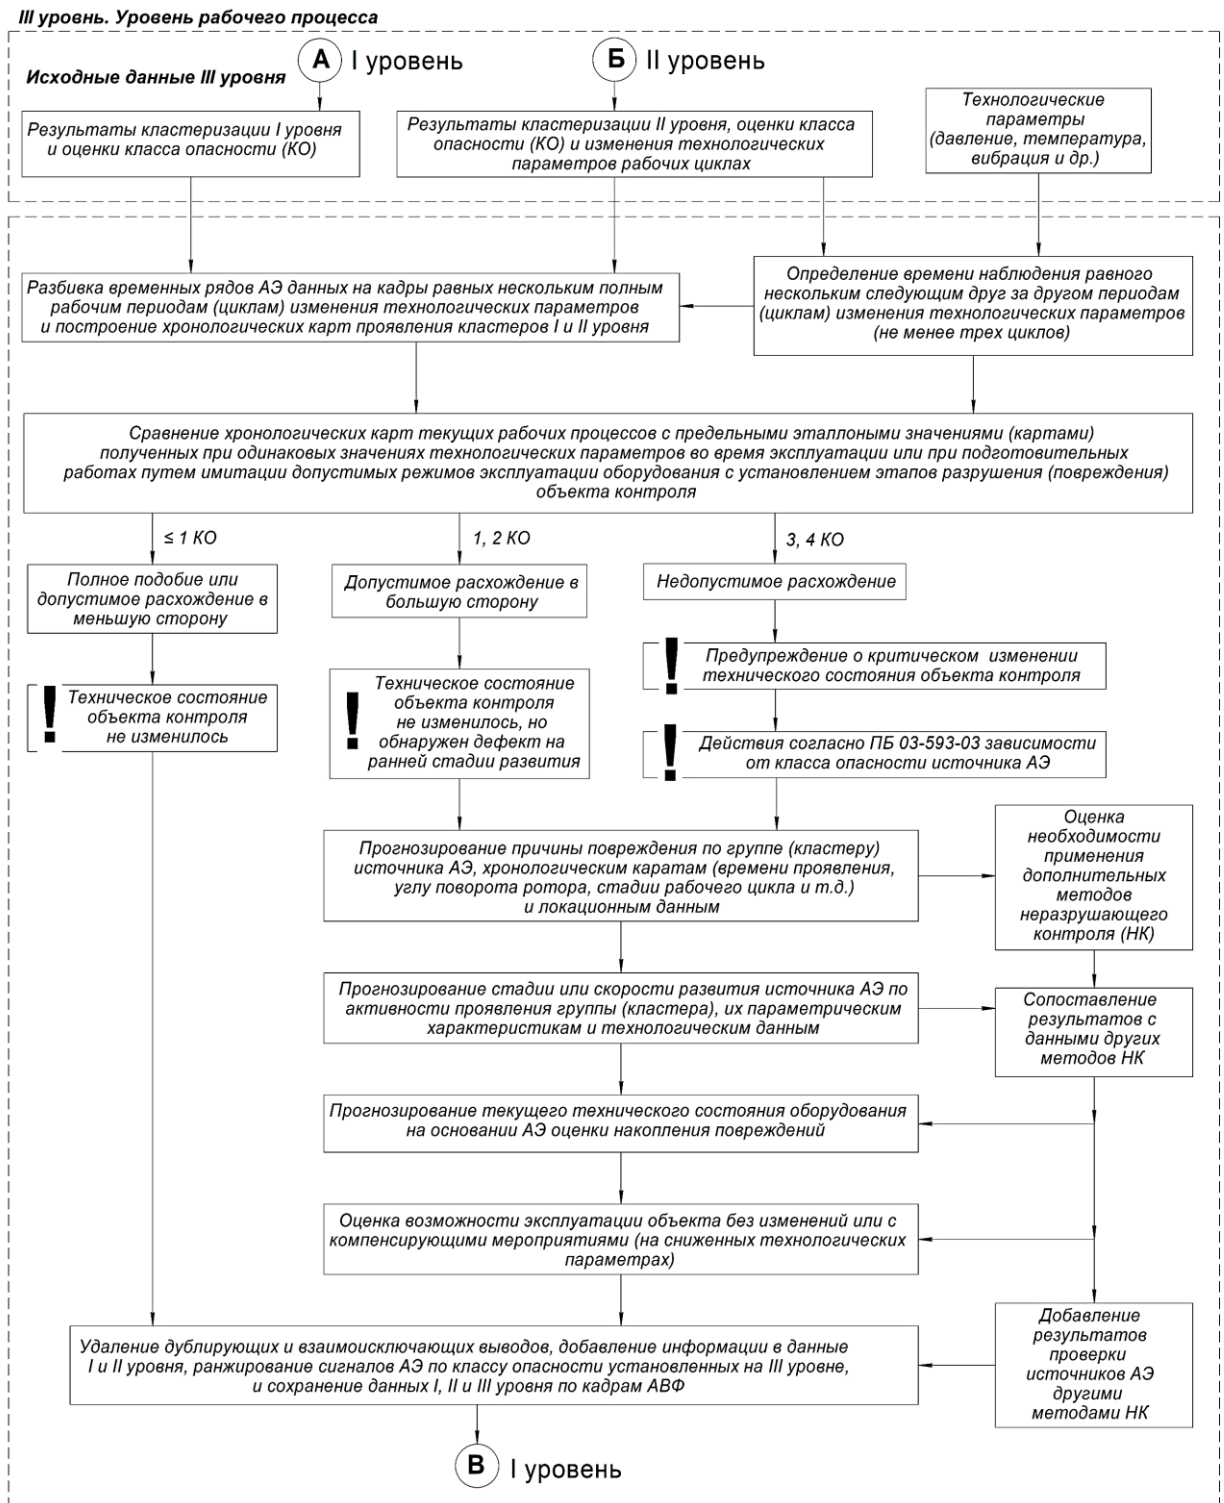 III уровнь. Уровень рабочего процесса
А I уровень
Б II уровень
Исходные данные III уровня
Результаты кластеризации I уровня
и оценки класса опасности (КО)
Результаты кластеризации II уровня, оценки класса
опасности (КО) и изменения технологических
параметров рабочих циклах
Технологические
параметры
(давление, температура,
вибрация и др.)
Разбивка временных рядов АЭ данных на кадры равных нескольким полным
рабочим периодам (циклам) изменения технологических параметров
и построение хронологических карт проявления кластеров I и II уровня
Определение времени наблюдения равного
нескольким следующим друг за другом периодам
(циклам) изменения технологических параметров
(не менее трех циклов)
Сравнение хронологических карт текущих рабочих процессов с предельными эталлоными значениями (картами)
полученных при одинаковых значениях технологических параметров во время эксплуатации или при подготовительных
работах путем имитации допустимых режимов эксплуатации оборудования с установлением этапов разрушения (повреждения)
объекта контроля
≤ 1 КО
1, 2 КО
3, 4 КО
Полное подобие или
допустимое расхождение в
меньшую сторону
Допустимое расхождение в
большую сторону
Недопустимое расхождение
! Техническое состояние
объекта контроля
не изменилось
! Техническое состояние
объекта контроля
не изменилось, но
обнаружен дефект на
ранней стадии развития
! Предупреждение о критическом изменении
технического состояния объекта контроля
! Действия согласно ПБ 03-593-03 зависимости
от класса опасности источника АЭ
Прогнозирование причины повреждения по группе (кластеру)
источника АЭ, хронологическим каратам (времени проявления,
углу поворота ротора, стадии рабочего цикла и т.д.)
и локационным данным
Оценка
необходимости
применения
дополнительных
методов
неразрушающего
контроля (НК)
Прогнозирование стадии или скорости развития источника АЭ по
активности проявления группы (кластера), их параметрическим
характеристикам и технологическим данным
Сопоставление
результатов с
данными других
методов НК
Прогнозирование текущего технического состояния оборудования
на основании АЭ оценки накопления повреждений
Оценка возможности эксплуатации объекта без изменений или с
компенсирующими мероприятиями (на сниженных технологических
параметрах)
Удаление дублирующих и взаимоисключающих выводов, добавление информации в данные
I и II уровня, ранжирование сигналов АЭ по классу опасности установленных на III уровне,
и сохранение данных I, II и III уровня по кадрам АВФ
Добавление
результатов
проверки
источников АЭ
другими
методами НК
В I уровень